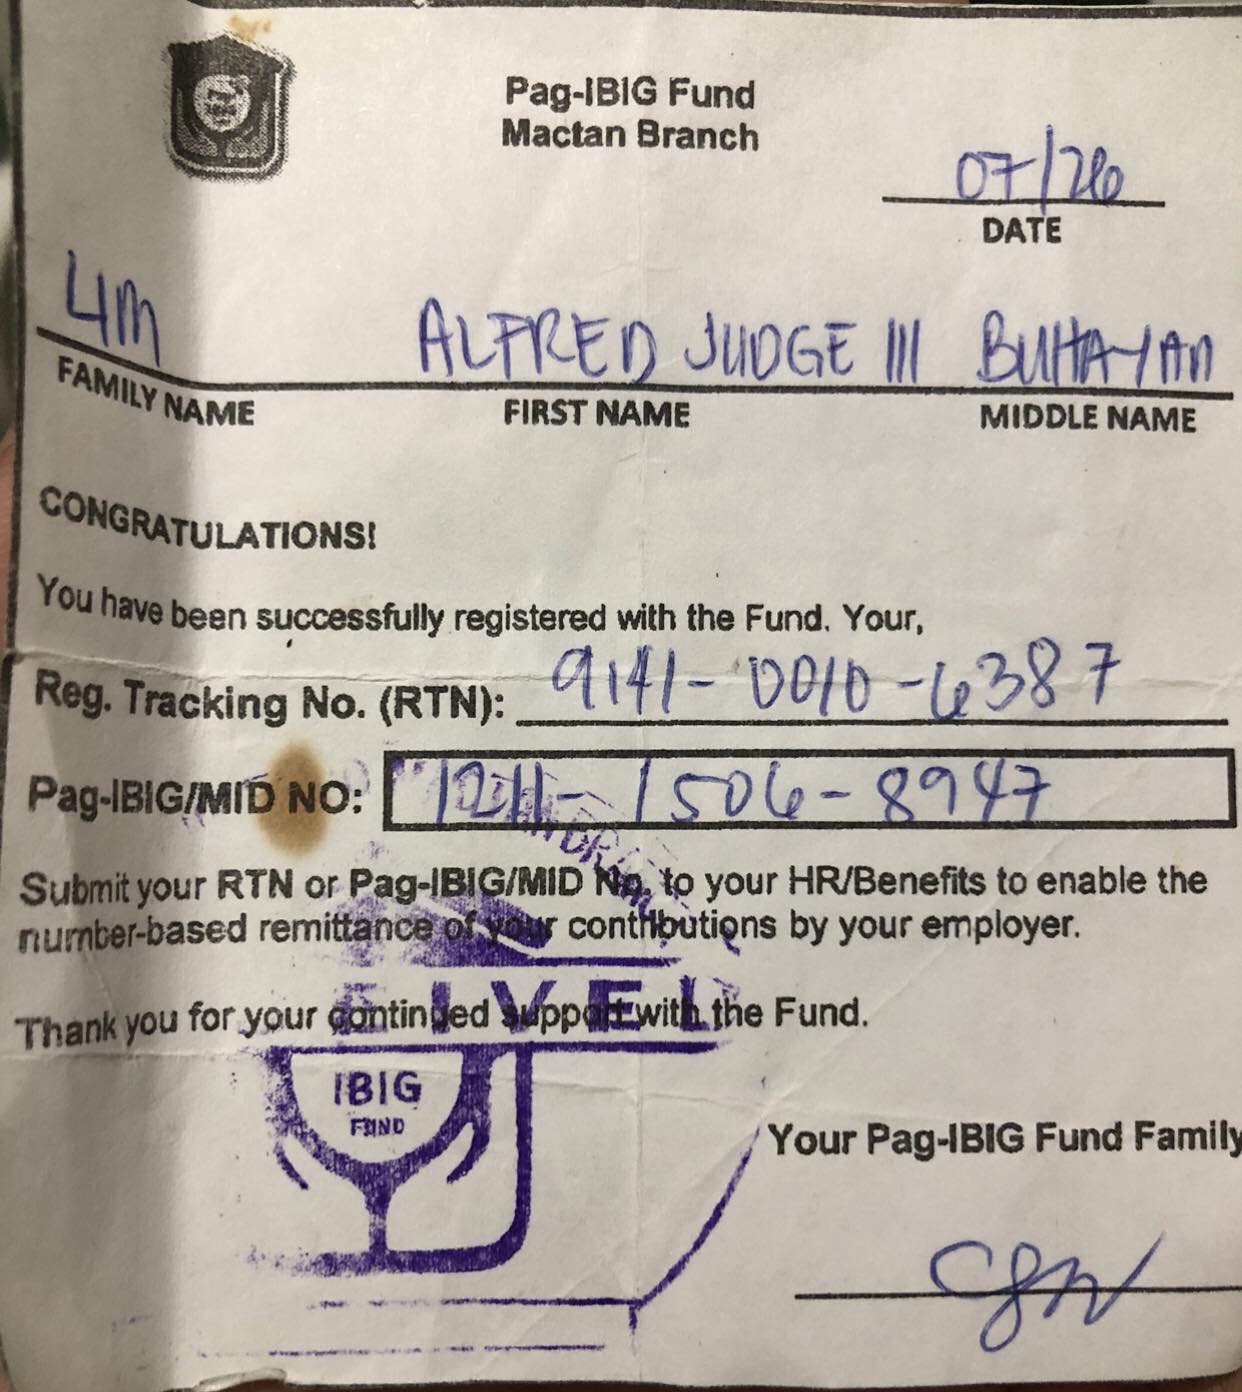 Pag-IBIG Fund
Mactan Branch
07/26
DATE
LIM ALFRED JUDGE III BUHAYAN
FAMILY NAME FIRST NAME MIDDLE NAME
CONGRATULATIONS!
You have been successfully registered with the Fund. Your,
Reg. Tracking No. (RTN): 9141-0010-6387
Pag-IBIG/MID NO: 1211-1506-8947
Submit your RTN or Pag-IBIG/MID No. to your HR/Benefits to enable the
number-based remittance of your contributions by your employer.
Thank you for your continued support with the Fund.
IBIG
FUND
Your Pag-IBIG Fund Family